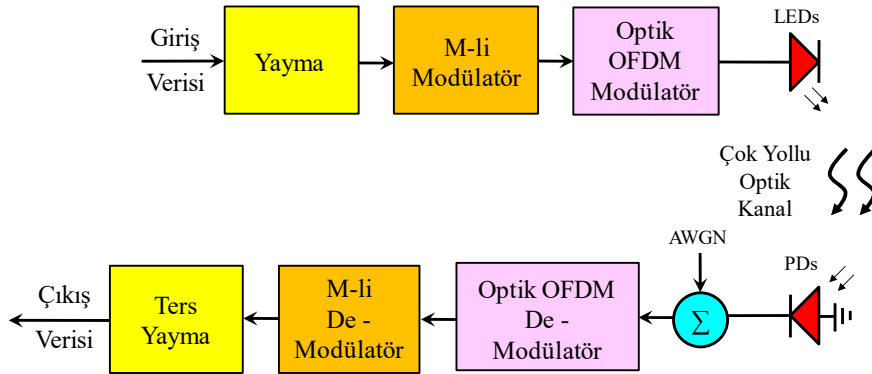 Giriş
Verisi
Yayma
M-li
Modülatör
Optik
OFDM
Modülatör
LEDs
Çok Yollu
Optik
Kanal
AWGN
PDs
Σ
Optik OFDM
De -
Modülatör
M-li
De -
Modülatör
Ters
Yayma
Çıkış
Verisi